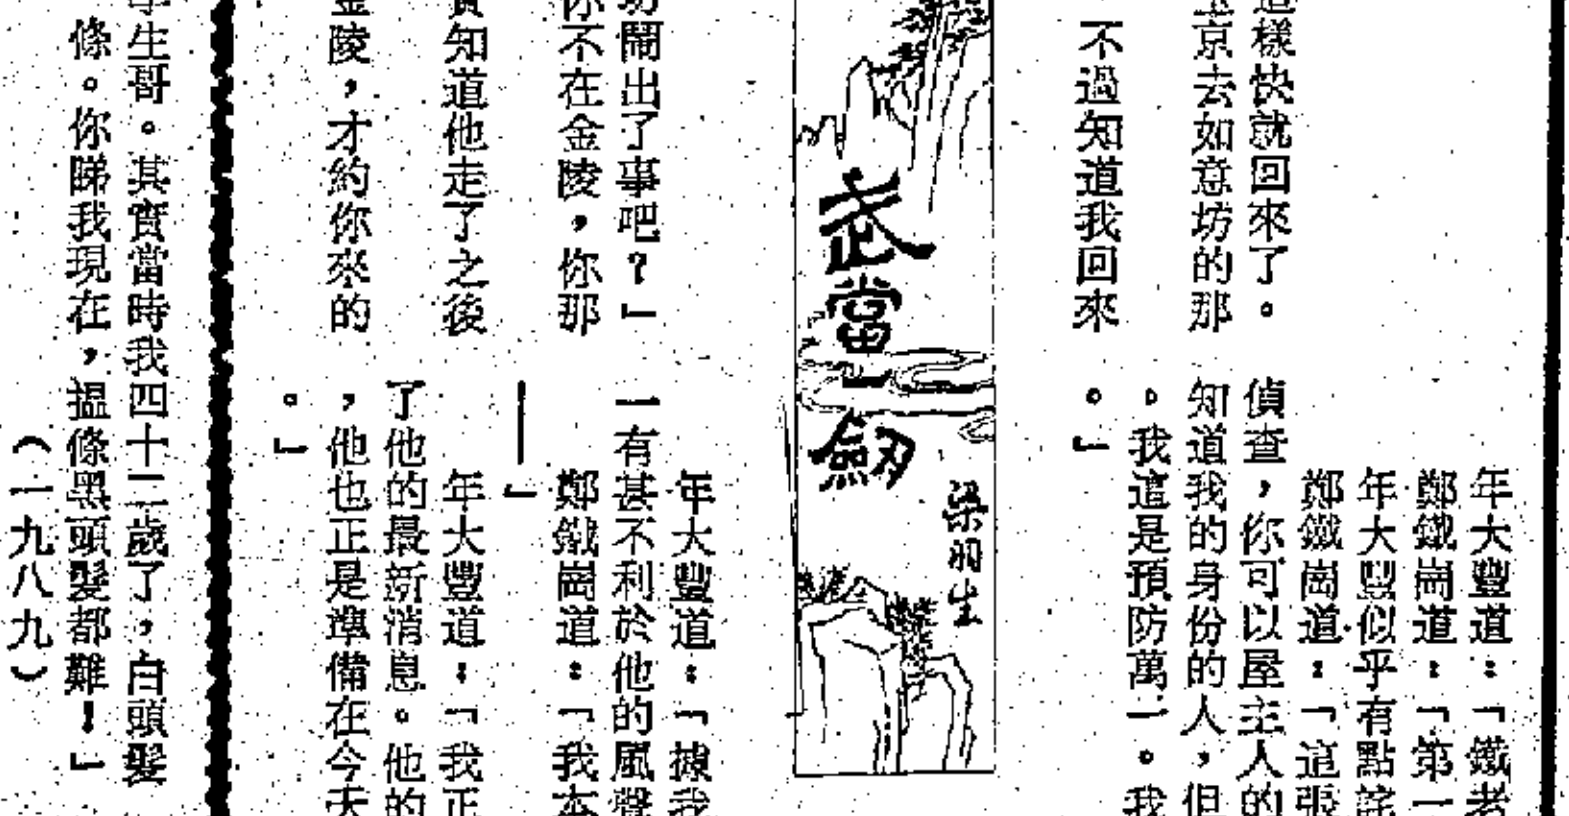 這樣快就回來了。
京去如意坊的那
不過知道我回來
武當一劍
梁羽生
坊鬧出了事吧？」
你不在金陵，你那
實知道他走了之後
金陵，才約你來的
年大豐道：「鐵老
鄭鐵崗道：「第一
年大豐似乎有點詫
鄭鐵崗道：「這張
偵查，你可以屋主人的
知道我的身份的人，但
。我這是預防萬一。我
。」
年大豐道：「據我
一有甚不利於他的風聲
鄭鐵崗道：「我本
——」
年大豐道：「我正
了他的最新消息。他的
，他也正是準備在今天
。」
生哥。其實當時我四十二歲了，白頭髮
條。你睇我現在，搵條黑頭髮都難！」
（一九八九）